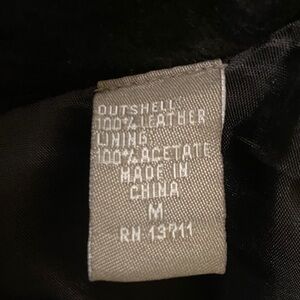 OUTSHELL
100% LEATHER
LINING
100% ACETATE
MADE IN
CHINA
M
RN 13711